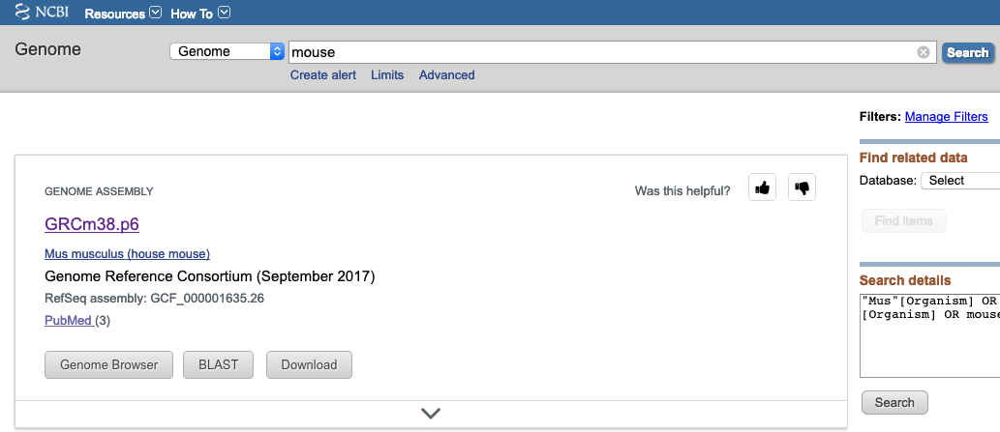 NCBI Resources How To
Genome Genome mouse Search
Create alert Limits Advanced
Filters: Manage Filters
GENOME ASSEMBLY Was this helpful?
GRCm38.p6
Mus musculus (house mouse)
Genome Reference Consortium (September 2017)
RefSeq assembly: GCF_000001635.26
PubMed (3)
Genome Browser BLAST Download
Find related data
Database: Select
Find items
Search details
"Mus"[Organism] OR
[Organism] OR mouse
Search